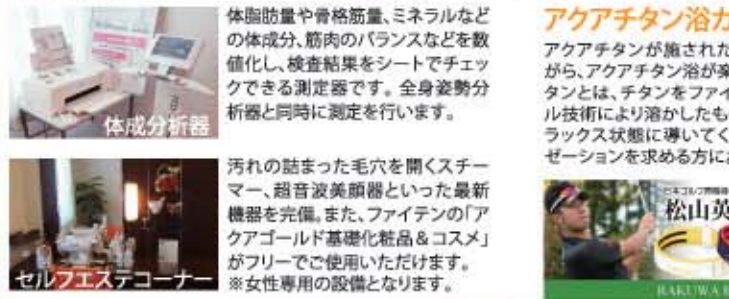 体脂肪量や骨格筋量、ミネラルなど
の体成分、筋肉のバランスなどを数
値化し、検査結果をシートでチェッ
クできる測定器です。全身姿勢分
析器と同時に測定を行います。
体成分析器
汚れの詰まった毛穴を開くスチー
マー、超音波美顔器といった最新
機器を完備。また、ファイテンの「ア
クアゴールド基礎化粧品&コスメ」
がフリーでご使用いただけます。
※女性専用の設備となります。
セルフエステコーナー
アクアチタン浴
アクアチタンが施された
がら、アクアチタン浴が
タンとは、チタンをファイ
ル技術により溶かしたも
ラックス状態に導いてく
ゼーションを求める方に
松山英
RAKUWA